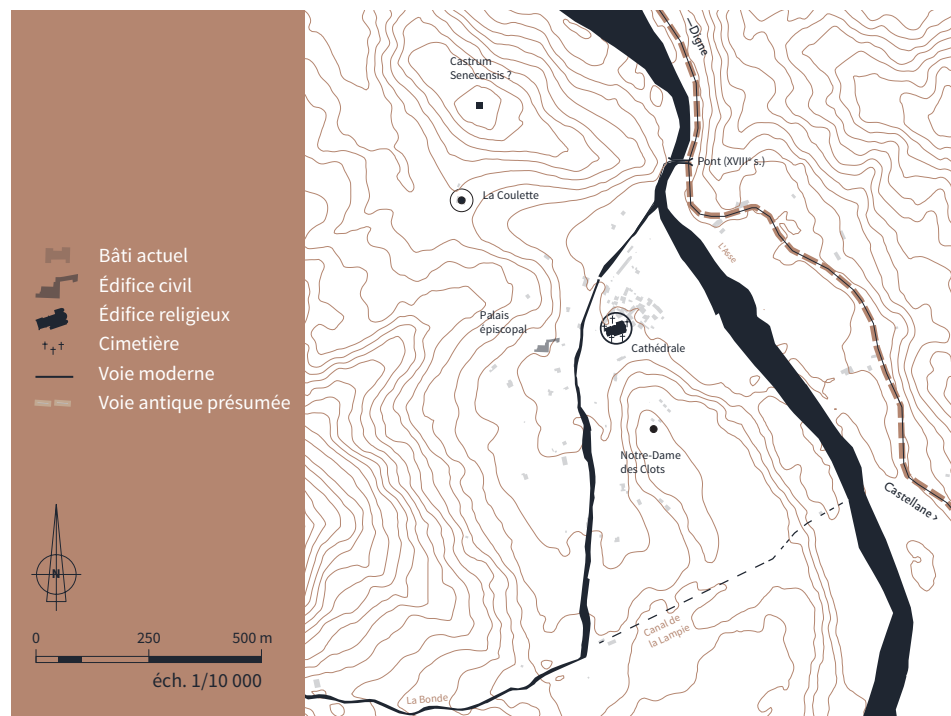 Bâti actuel
Édifice civil
Édifice religieux
Cimetière
Voie moderne
Voie antique présumée
N
0 250 500 m
éch. 1/10 000
—Digne
Castrum
Senecensis ?
Pont (XVIIIᵉ s.)
La Coulette
L'Asse
Palais
épiscopal
Cathédrale
Notre-Dame
des Clots
Castellane >
Canal de
la Lampie
La Bonde